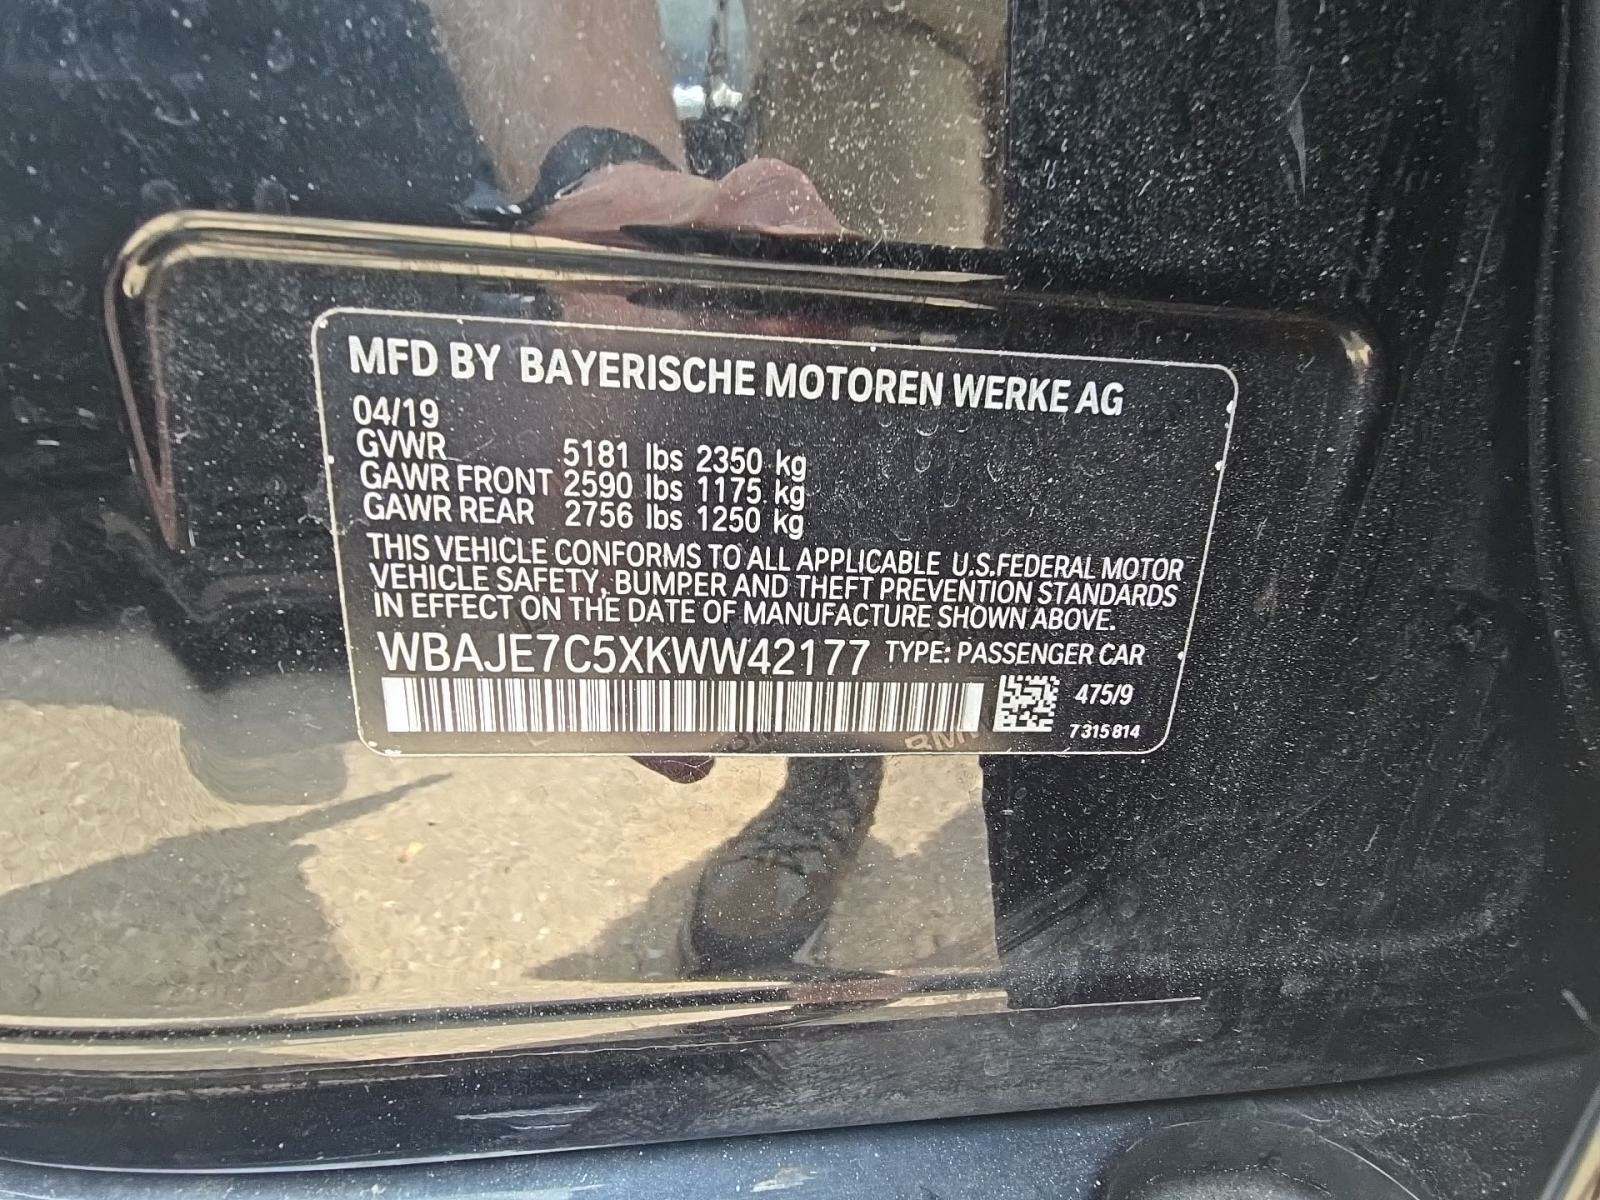 MFD BY BAYERISCHE MOTOREN WERKE AG
04/19
GVWR 5181 lbs 2350 kg
GAWR FRONT 2590 lbs 1175 kg
GAWR REAR 2756 lbs 1250 kg
THIS VEHICLE CONFORMS TO ALL APPLICABLE U.S.FEDERAL MOTOR
VEHICLE SAFETY, BUMPER AND THEFT PREVENTION STANDARDS
IN EFFECT ON THE DATE OF MANUFACTURE SHOWN ABOVE.
WBAJE7C5XKWW42177 TYPE: PASSENGER CAR
475/9
7 315 814